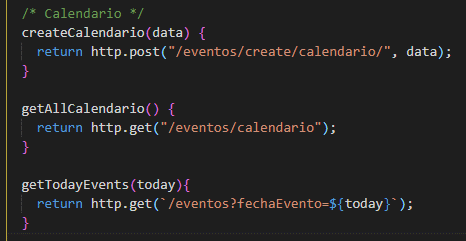 /* Calendario */
createCalendario(data) {
return http.post("/eventos/create/calendario/", data);
}
getAllCalendario() {
return http.get("/eventos/calendario");
}
getTodayEvents(today){
return http.get(`/eventos?fechaEvento=${today}`);
}